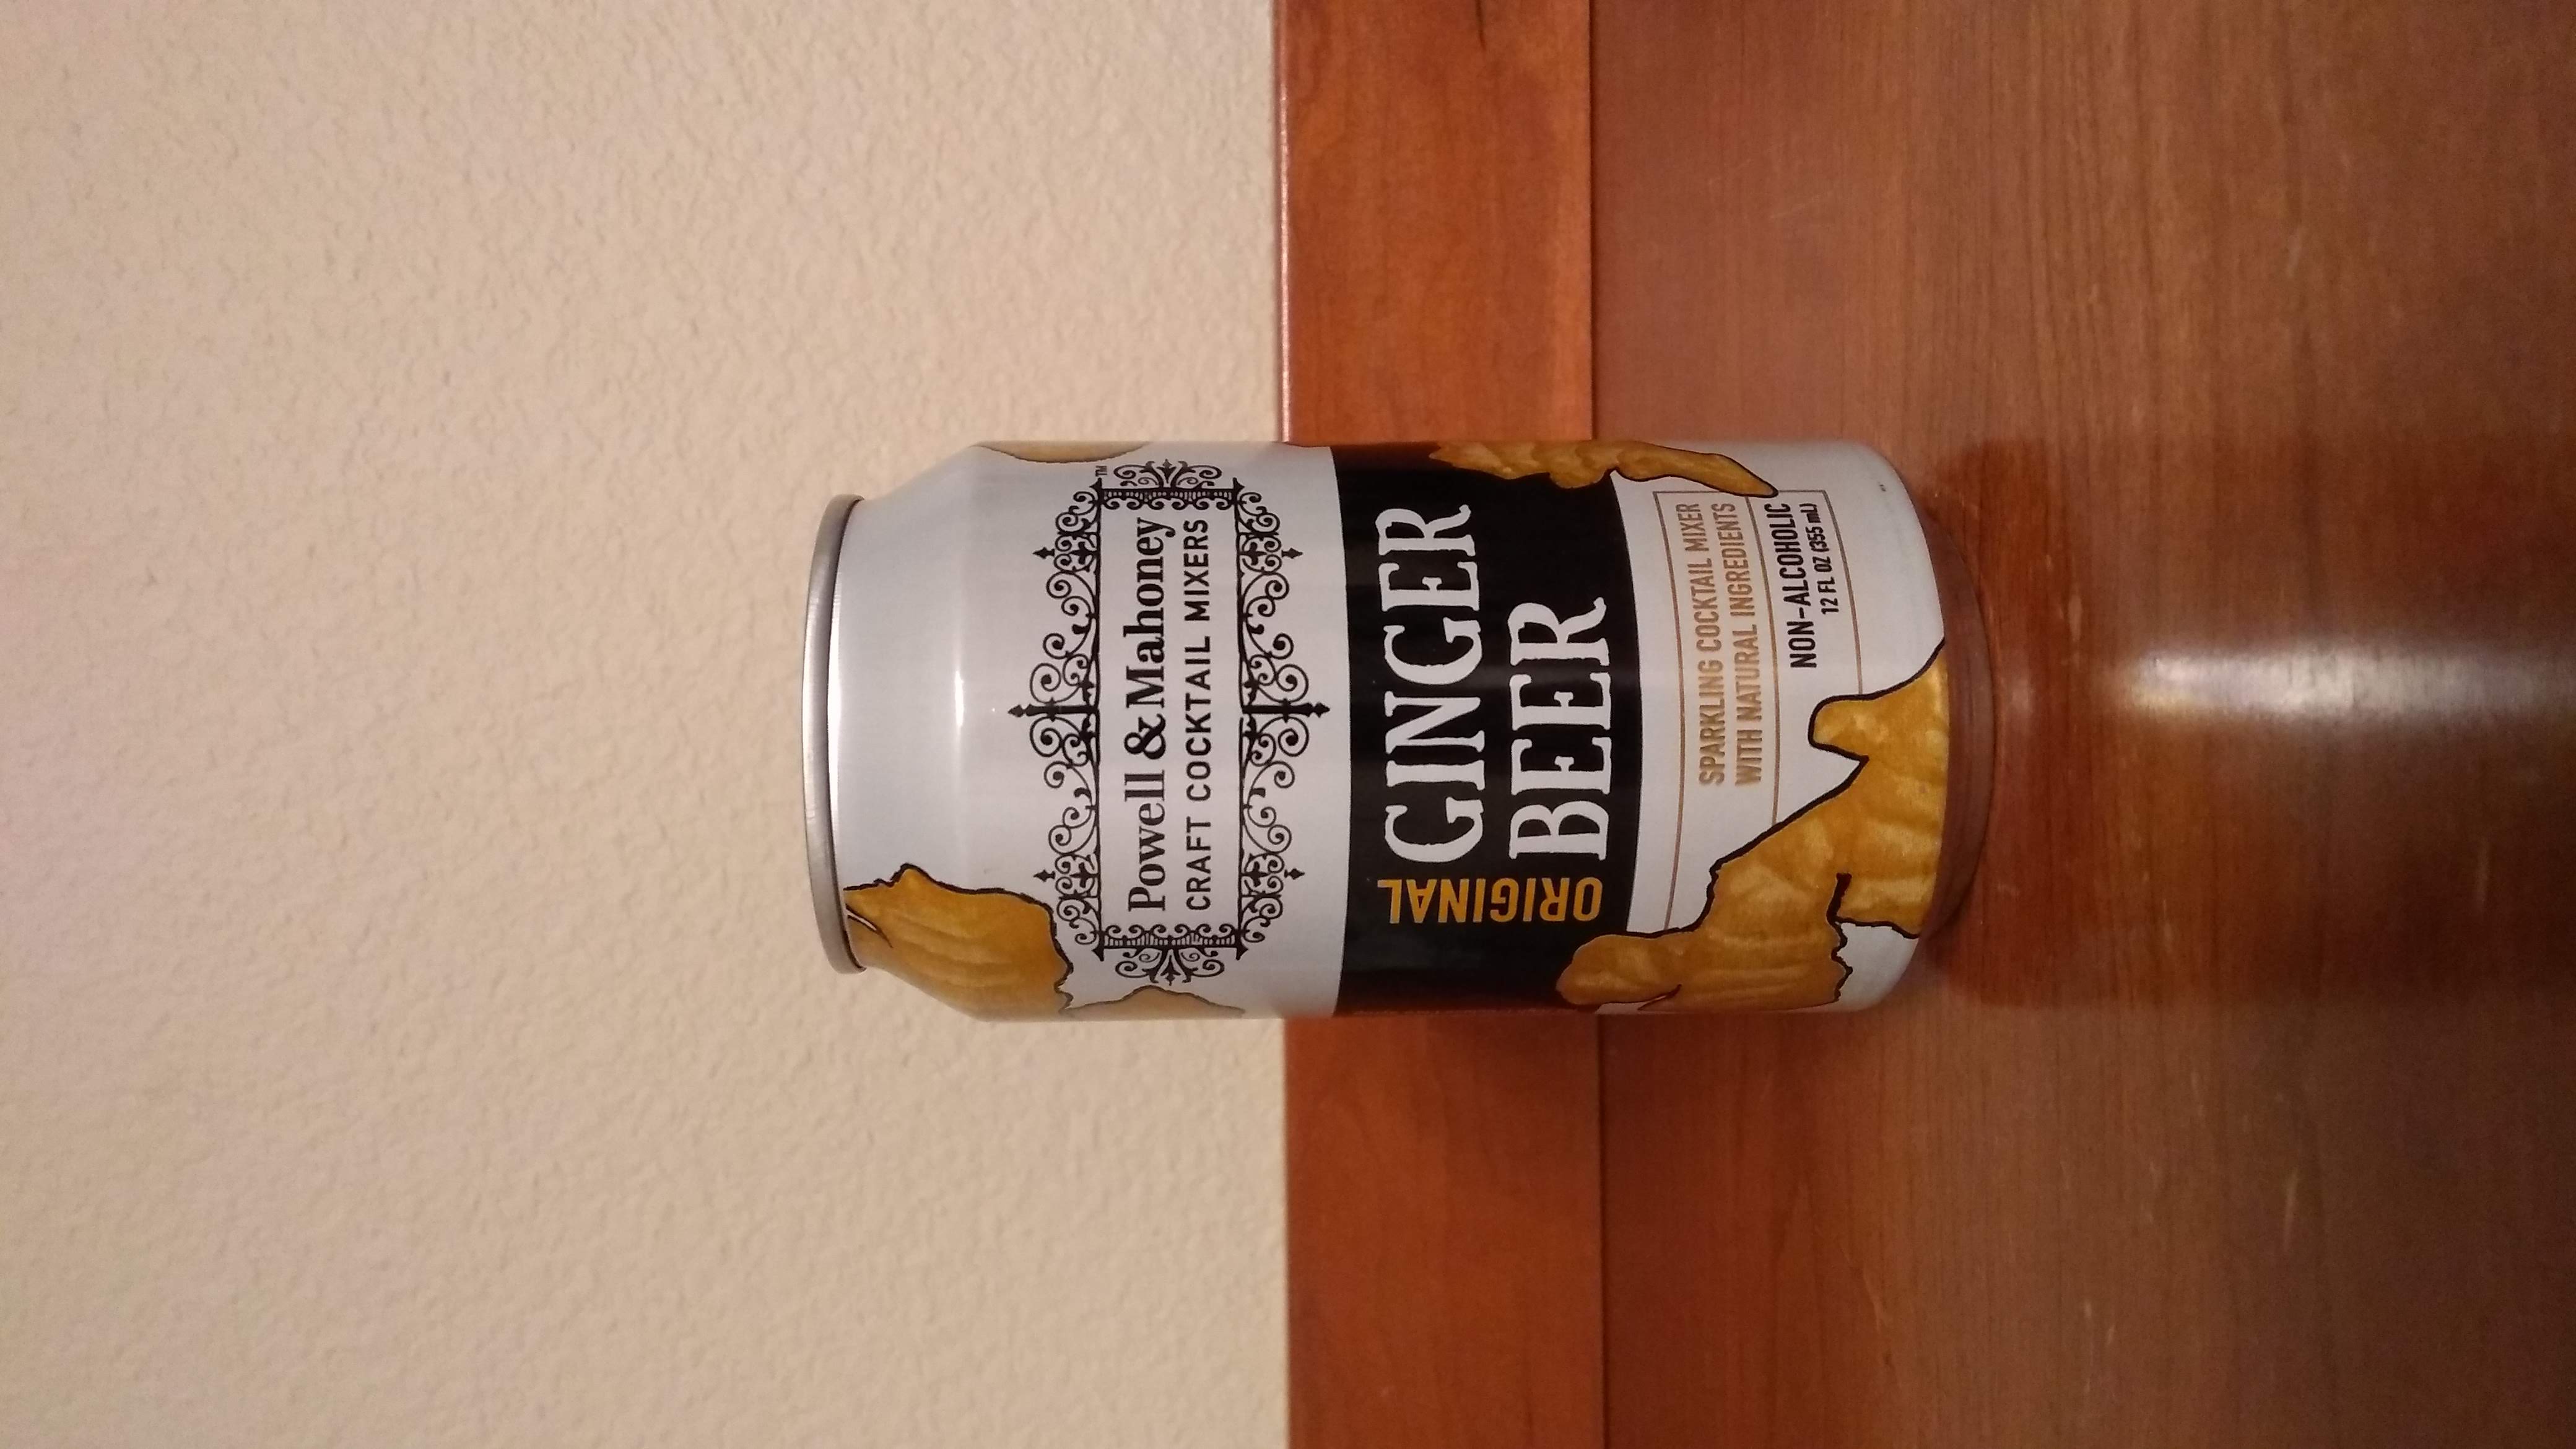 Powell & Mahoney
™
CRAFT COCKTAIL MIXERS
ORIGINAL
GINGER
BEER
SPARKLING COCKTAIL MIXER
WITH NATURAL INGREDIENTS
NON-ALCOHOLIC
12 FL OZ (355 mL)